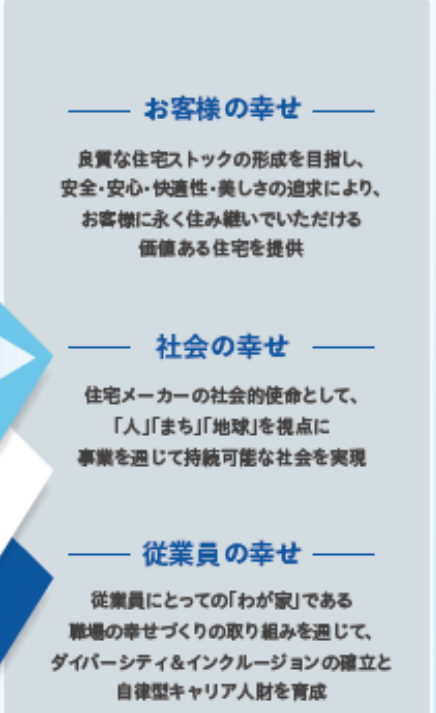 お客様の幸せ
良質な住宅ストックの形成を目指し、
安全・安心・快適性・美しさの追求により、
お客様に永く住み継いでいただける
価値ある住宅を提供
社会の幸せ
住宅メーカーの社会的使命として、
「人」「まち」「地球」を視点に
事業を通じて持続可能な社会を実現
従業員の幸せ
従業員にとっての「わが家」である
職場の幸せづくりの取り組みを通じて、
ダイバーシティ&インクルージョンの確立と
自律型キャリア人財を育成